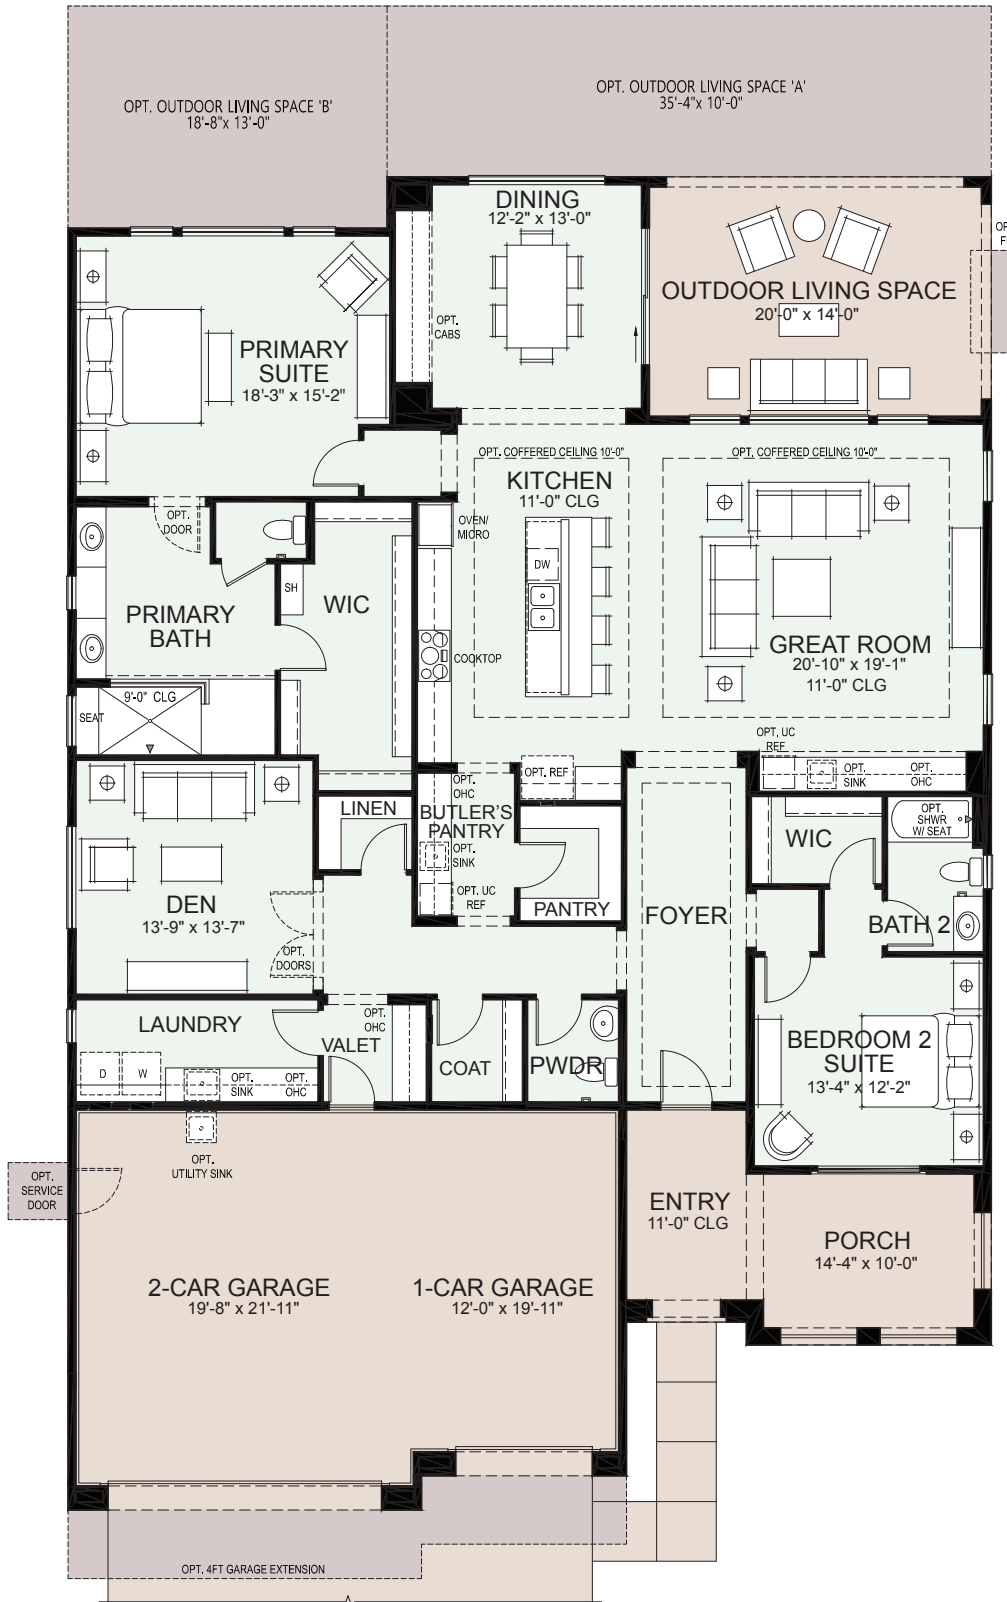 OPT. OUTDOOR LIVING SPACE 'B'
18'-8"x 13'-0"
OPT. OUTDOOR LIVING SPACE 'A'
35'-4"x 10'-0"
DINING
12'-2" x 13'-0"
OPT.
CABS
OUTDOOR LIVING SPACE
20'-0" x 14'-0"
PRIMARY
SUITE
18'-3" x 15'-2"
OPT. COFFERED CEILING 10'-0"
KITCHEN
11'-0" CLG
OPT. COFFERED CEILING 10'-0"
OPT.
DOOR
OVEN/
MICRO
DW
SH
WIC
PRIMARY
BATH
COOKTOP
GREAT ROOM
20'-10" x 19'-1"
11'-0" CLG
9'-0" CLG
SEAT
OPT. UC
REF
OPT.
SINK
OPT.
OHC
OPT. REF
OPT.
OHC
LINEN
BUTLER'S
PANTRY
OPT.
SINK
OPT. UC
REF
PANTRY
WIC
OPT.
SHWR
W/ SEAT
DEN
13'-9" x 13'-7"
OPT.
DOORS
FOYER
BATH 2
LAUNDRY
D
W
OPT.
SINK
OPT.
OHC
OPT.
OHC
VALET
COAT
PWDR
BEDROOM 2
SUITE
13'-4" x 12'-2"
OPT.
UTILITY SINK
OPT.
SERVICE
DOOR
ENTRY
11'-0" CLG
PORCH
14'-4" x 10'-0"
2-CAR GARAGE
19'-8" x 21'-11"
1-CAR GARAGE
12'-0" x 19'-11"
OPT. 4FT GARAGE EXTENSION